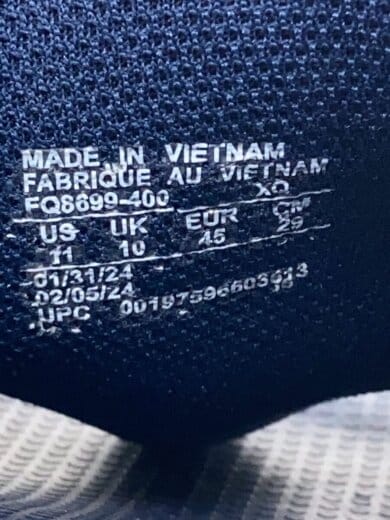 MADE IN VIETNAM
FABRIQUE AU VIETNAM
FQ8699-400 XQ
US UK EUR CM
11 10 45 29
01/31/24
02/05/24
UPC